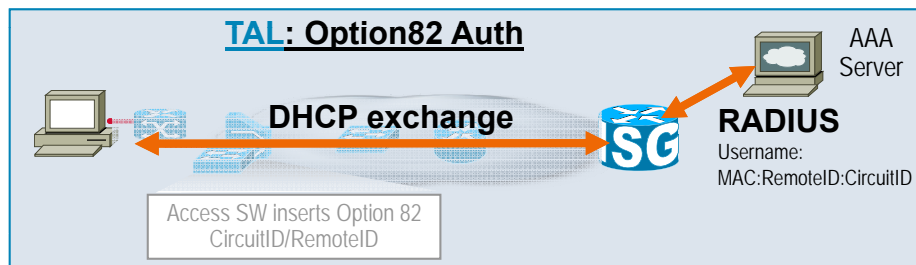 TAL: Option82 Auth
AAA
Server
DHCP exchange
SG
RADIUS
Username:
MAC:RemoteID:CircuitID
Access SW inserts Option 82
CircuitID/RemoteID